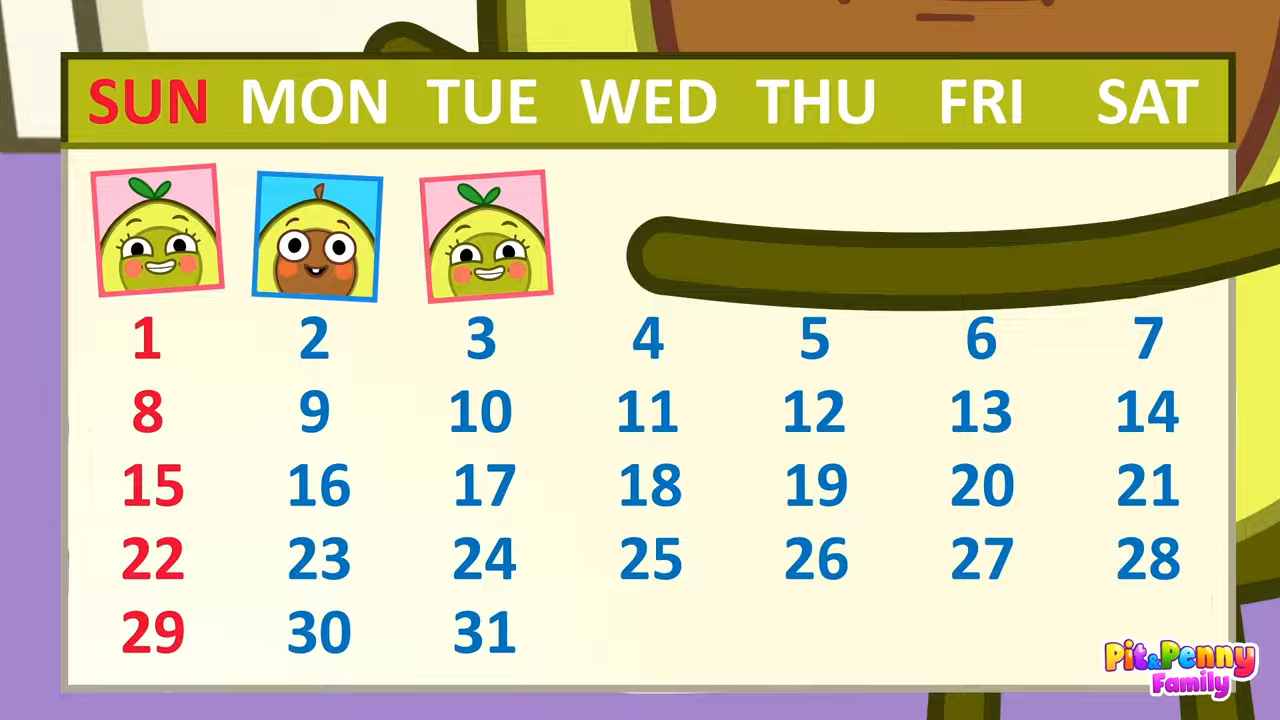 SUN MON TUE WED THU FRI SAT
1 2 3 4 5 6 7
8 9 10 11 12 13 14
15 16 17 18 19 20 21
22 23 24 25 26 27 28
29 30 31
Pit&Penny
Family